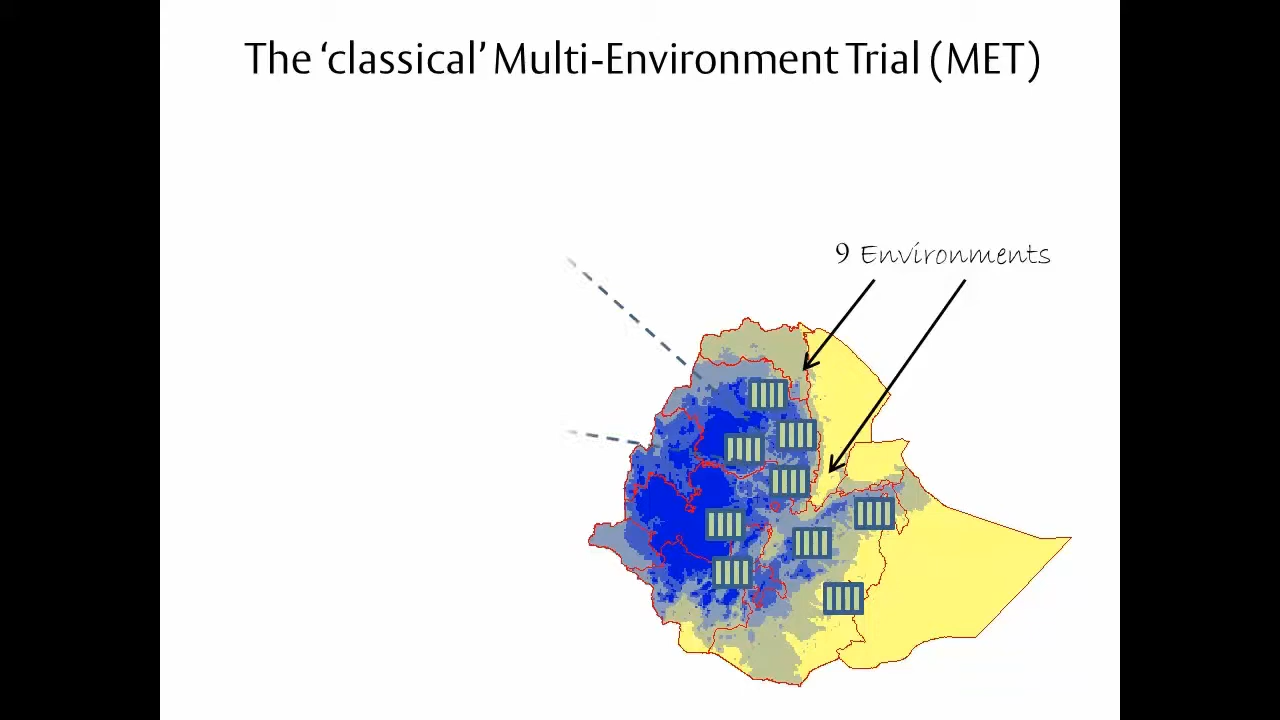 The ‘classical’ Multi-Environment Trial (MET)
9 Environments